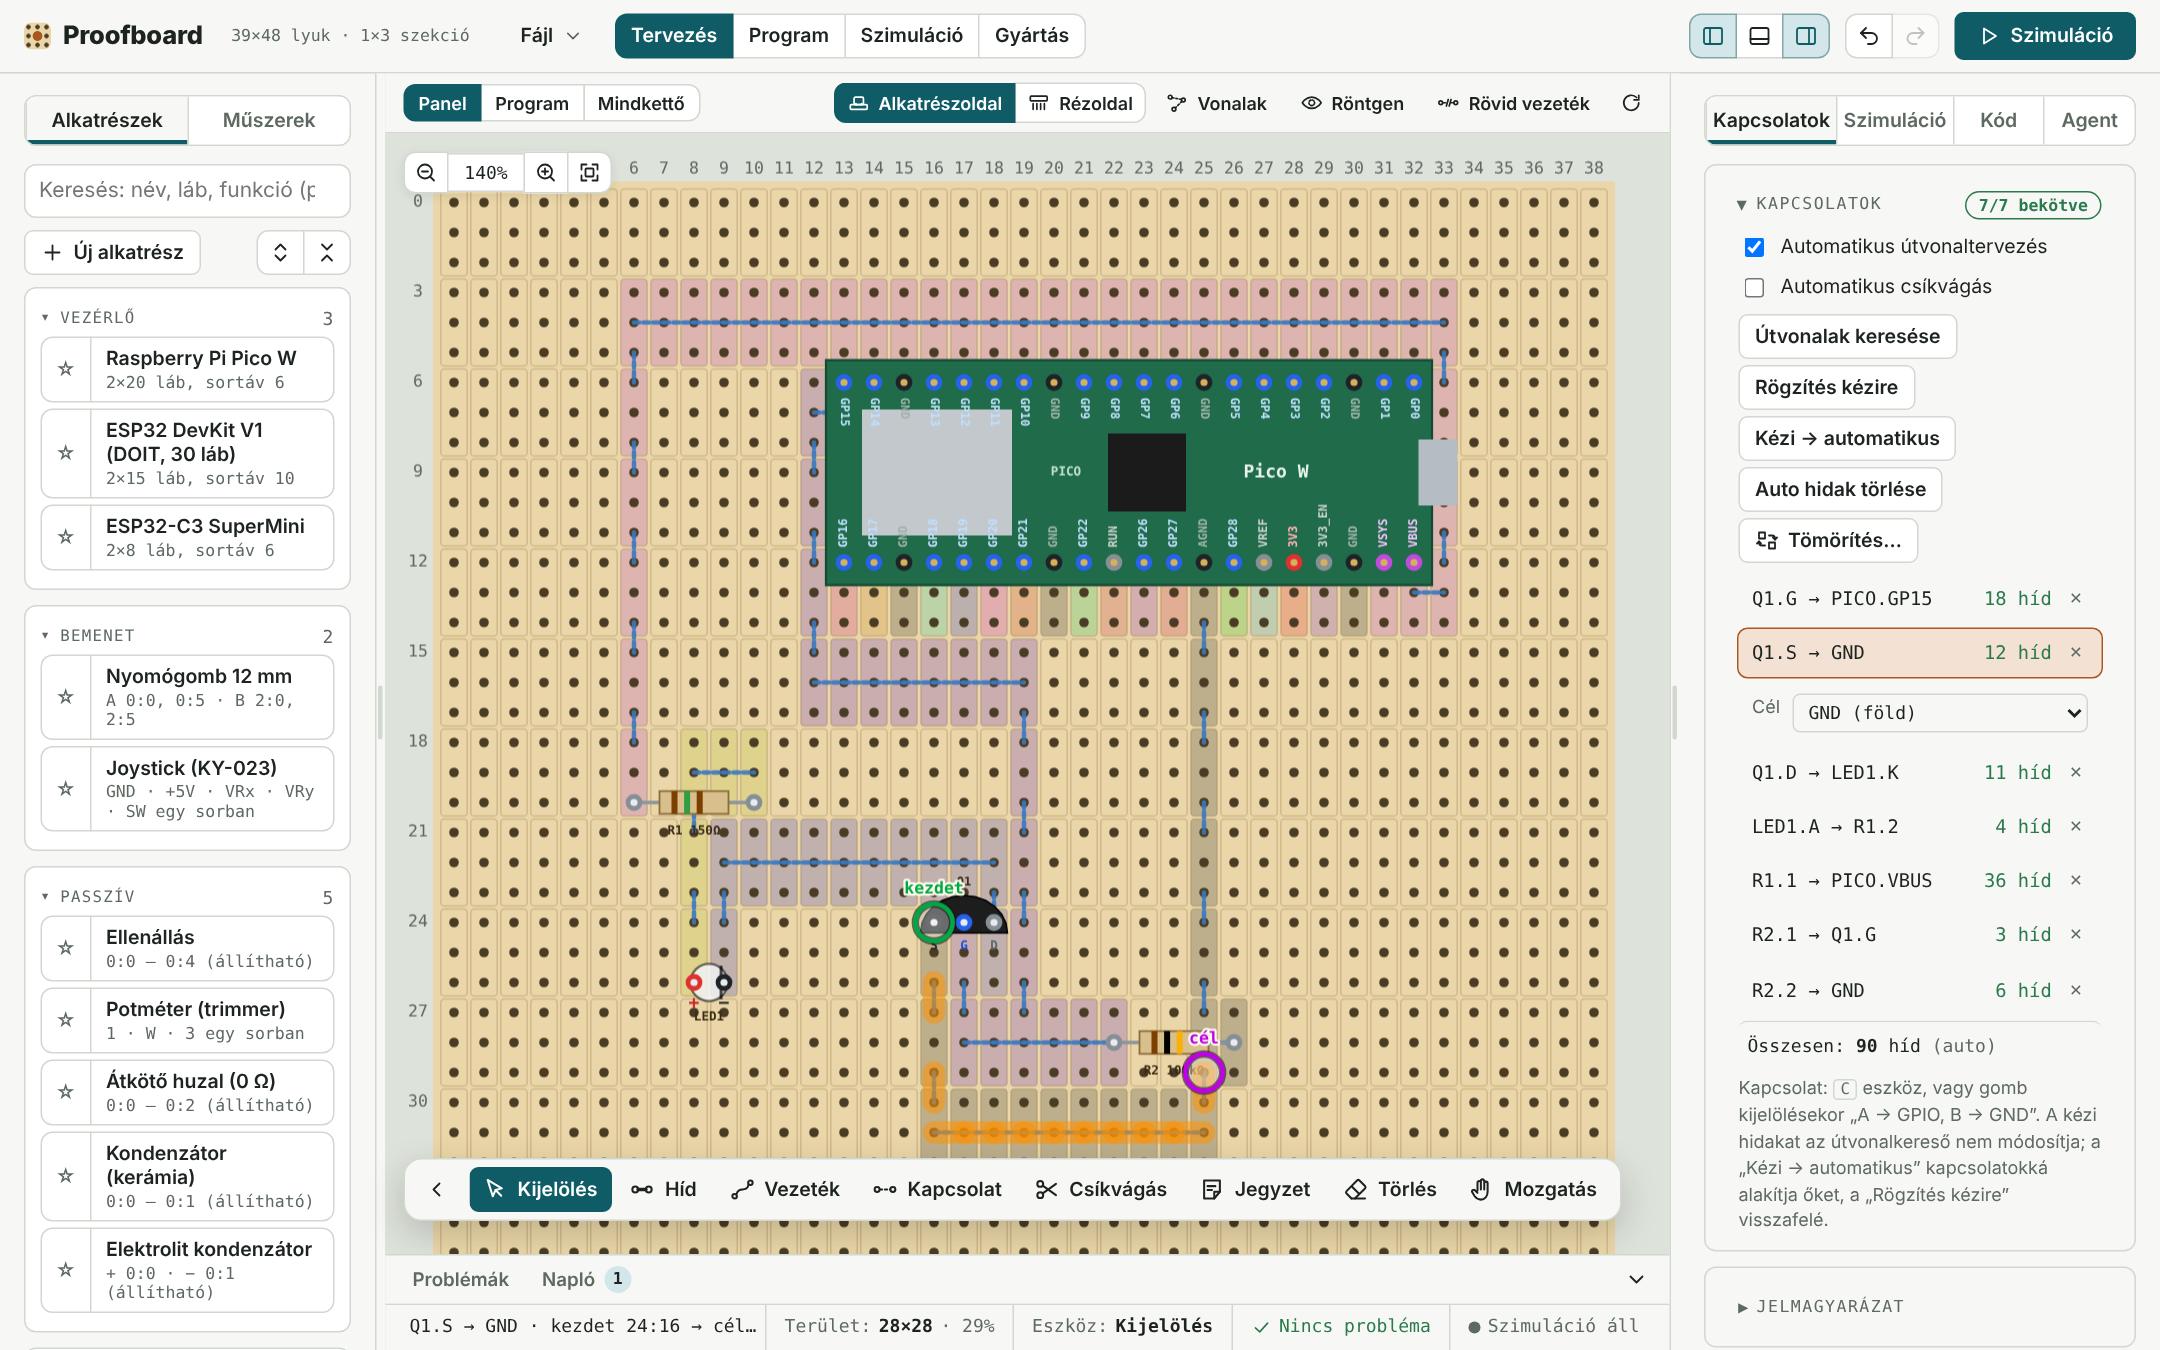 Proofboard
39×48 lyuk · 1×3 szekció
Fájl
Tervezés
Program
Szimuláció
Gyártás
Szimuláció
Alkatrészek
Műszerek
Keresés: név, láb, funkció (p
Új alkatrész
VEZÉRLŐ 3
Raspberry Pi Pico W
2×20 láb, sortáv 6
ESP32 DevKit V1
(DOIT, 30 láb)
2×15 láb, sortáv 10
ESP32-C3 SuperMini
2×8 láb, sortáv 6
BEMENET 2
Nyomógomb 12 mm
A 0:0, 0:5 · B 2:0,
2:5
Joystick (KY-023)
GND · +5V · VRx · VRy
· SW egy sorban
PASSZÍV 5
Ellenállás
0:0 – 0:4 (állítható)
Potméter (trimmer)
1 · W · 3 egy sorban
Átkötő huzal (0 Ω)
0:0 – 0:2 (állítható)
Kondenzátor
(kerámia)
0:0 – 0:1 (állítható)
Elektrolit kondenzátor
+ 0:0 · − 0:1
(állítható)
Panel
Program
Mindkettő
Alkatrészoldal
Rézoldal
Vonalak
Röntgen
Rövid vezeték
140%
6 7 8 9 10 11 12 13 14 15 16 17 18 19 20 21 22 23 24 25 26 27 28 29 30 31 32 33 34 35 36 37 38
0
3
6
9
12
15
18
21
24
27
30
GP15 GP14 GND GP13 GP12 GP11 GP10 GND GP9 GP8 GP7 GP6 GND GP5 GP4 GP3 GP2 GND GP1 GP0
PICO
Pico W
GP16 GP17 GND GP18 GP19 GP20 GP21 GND GP22 RUN GP26 GP27 AGND GP28 VREF 3V3 3V3_EN GND VSYS VBUS
R1 150Ω
kezdet
Q1
S G D
+ −
LED1
cél
R2 10
Kijelölés
Híd
Vezeték
Kapcsolat
Csíkvágás
Jegyzet
Törlés
Mozgatás
Problémák
Napló 1
Q1.S → GND · kezdet 24:16 → cél…
Terület: 28×28 · 29%
Eszköz: Kijelölés
Nincs probléma
Szimuláció áll
Kapcsolatok
Szimuláció
Kód
Agent
KAPCSOLATOK
7/7 bekötve
Automatikus útvonaltervezés
Automatikus csíkvágás
Útvonalak keresése
Rögzítés kézire
Kézi → automatikus
Auto hidak törlése
Tömörítés…
Q1.G → PICO.GP15 18 híd ×
Q1.S → GND 12 híd ×
Cél GND (föld)
Q1.D → LED1.K 11 híd ×
LED1.A → R1.2 4 híd ×
R1.1 → PICO.VBUS 36 híd ×
R2.1 → Q1.G 3 híd ×
R2.2 → GND 6 híd ×
Összesen: 90 híd (auto)
Kapcsolat: C eszköz, vagy gomb
kijelölésekor „A → GPIO, B → GND”. A kézi
hidakat az útvonalkereső nem módosítja; a
„Kézi → automatikus” kapcsolatokká
alakítja őket, a „Rögzítés kézire”
visszafelé.
JELMAGYARÁZAT